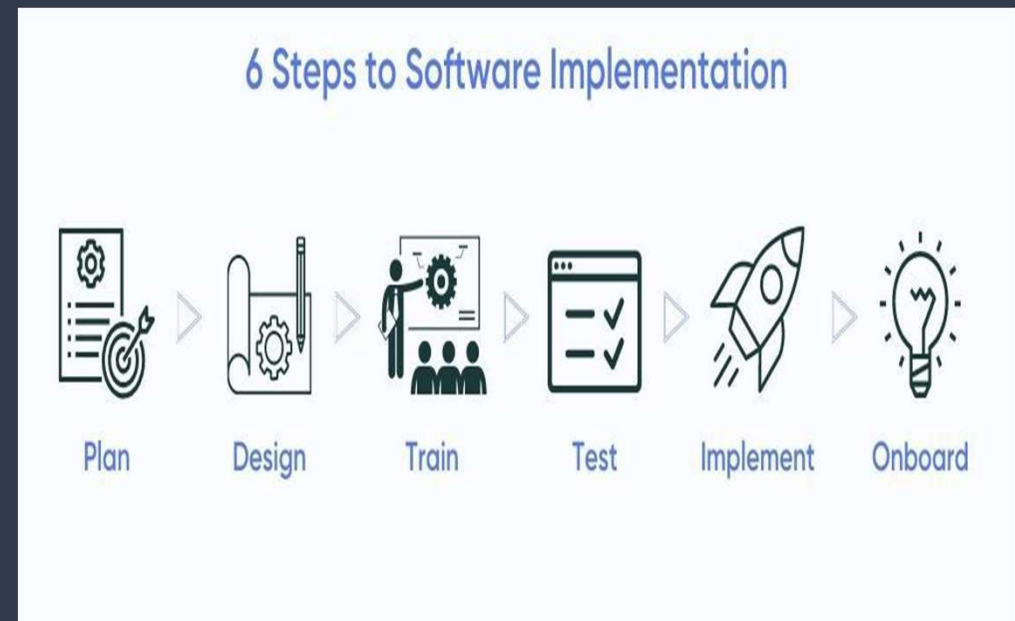 6 Steps to Software Implementation
Plan
Design
Train
Test
Implement
Onboard